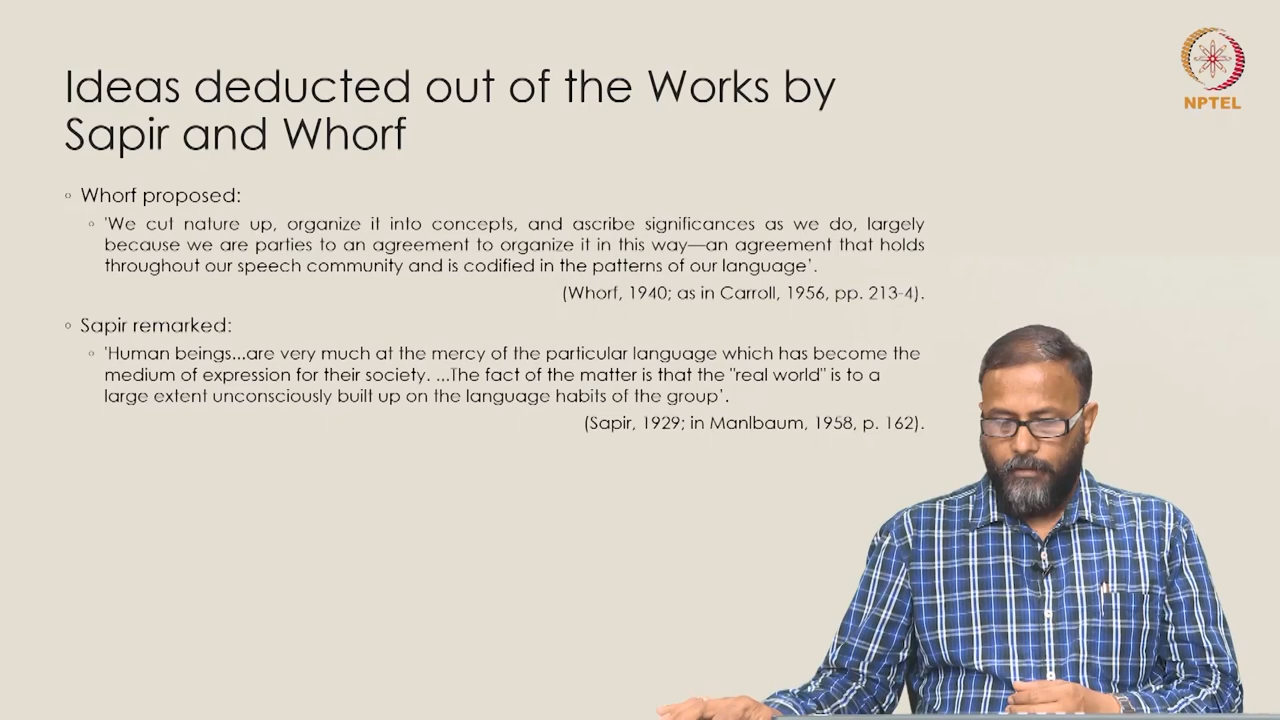 Ideas deducted out of the Works by
Sapir and Whorf
Whorf proposed:
'We cut nature up, organize it into concepts, and ascribe significances as we do, largely
because we are parties to an agreement to organize it in this way—an agreement that holds
throughout our speech community and is codified in the patterns of our language'.
(Whorf, 1940; as in Carroll, 1956, pp. 213-4).
Sapir remarked:
'Human beings...are very much at the mercy of the particular language which has become the
medium of expression for their society. ...The fact of the matter is that the "real world" is to a
large extent unconsciously built up on the language habits of the group'.
(Sapir, 1929; in Manlbaum, 1958, p. 162).
NPTEL